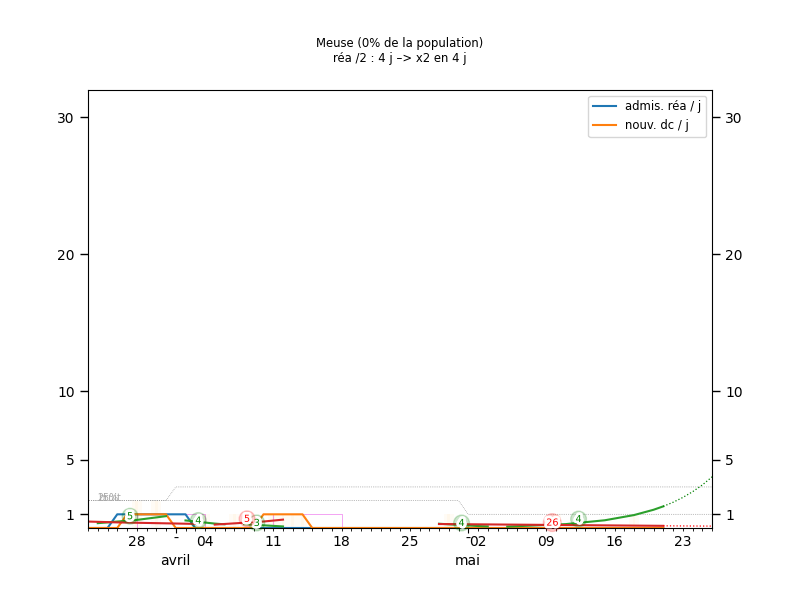 Meuse (0% de la population)
réa /2 : 4 j –> x2 en 4 j
admis. réa / j
nouv. dc / j
30 30
20 20
10 10
5 5
1 1
5 4 5 3 4 26 4
28 - 04 11 18 25 - 02 09 16 23
avril mai